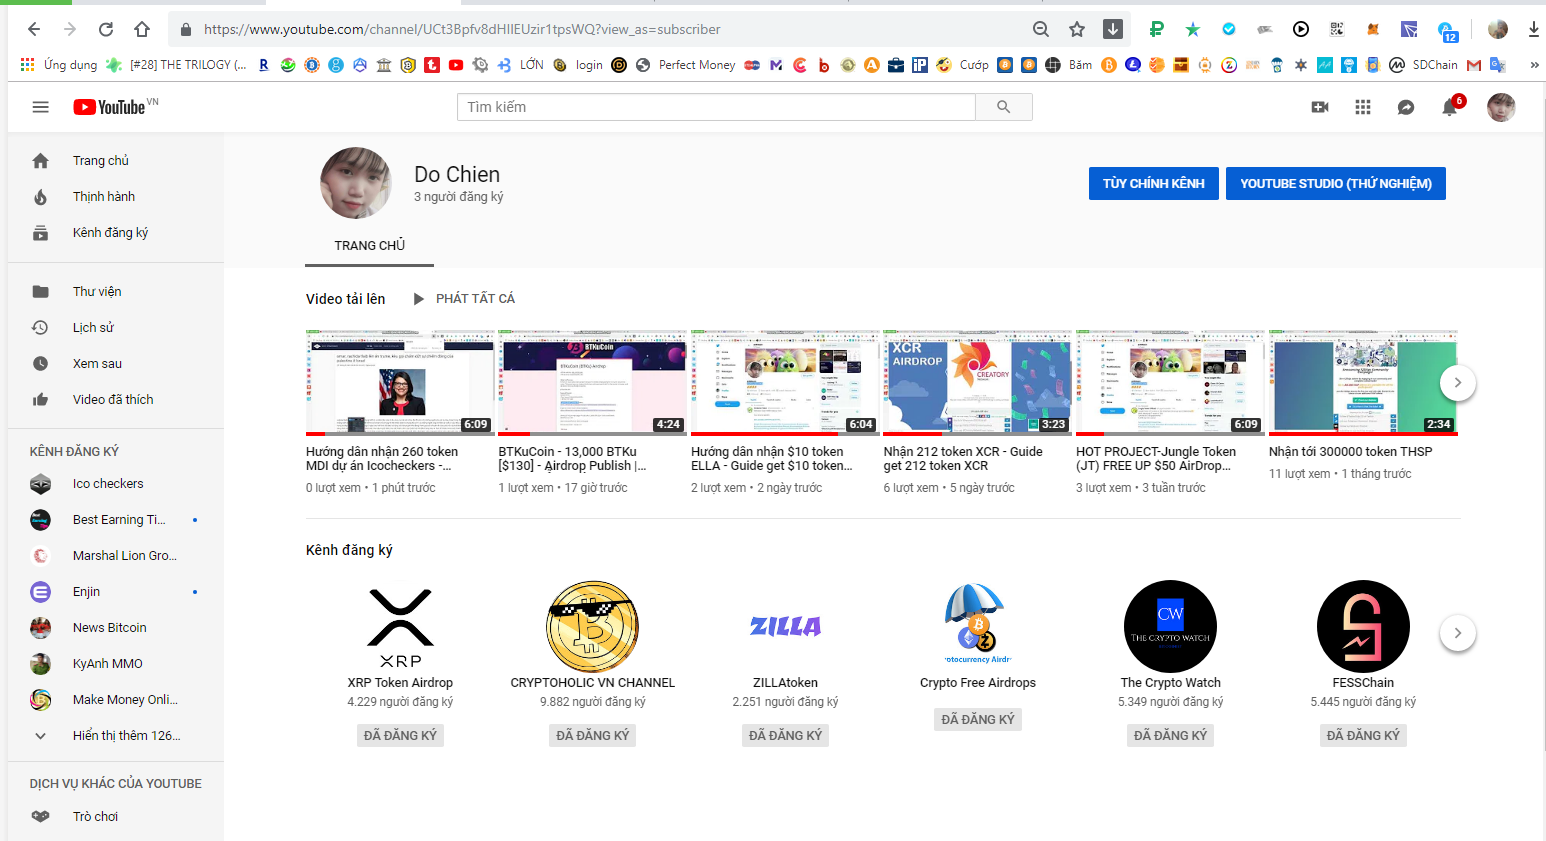 https://www.youtube.com/channel/UCt3Bpfv8dHIIEUzir1tpsWQ?view_as=subscriber
12
Ứng dụng
[#28] THE TRILOGY (...
LỚN
login
Perfect Money
Cướp
Băm
SDChain
YouTube VN
Tìm kiếm
6
Trang chủ
Thịnh hành
Kênh đăng ký
Thư viện
Lịch sử
Xem sau
Video đã thích
KÊNH ĐĂNG KÝ
Ico checkers
Best Earning Ti...
Marshal Lion Gro...
Enjin
News Bitcoin
KyAnh MMO
Make Money Onli...
Hiển thị thêm 126...
DỊCH VỤ KHÁC CỦA YOUTUBE
Trò chơi
Do Chien
3 người đăng ký
TÙY CHỈNH KÊNH
YOUTUBE STUDIO (THỬ NGHIỆM)
TRANG CHỦ
Video tải lên
PHÁT TẤT CẢ
6:09
Hướng dẫn nhận 260 token
MDI dự án Icocheckers -...
0 lượt xem • 1 phút trước
BTKuCoin
BTKuCoin (BTKu) Airdrop
4:24
BTKuCoin - 13,000 BTKu
[$130] - Airdrop Publish |...
1 lượt xem • 17 giờ trước
6:04
Hướng dẫn nhận $10 token
ELLA - Guide get $10 token...
2 lượt xem • 2 ngày trước
XCR
AIRDROP
CREATORY
3:23
Nhận 212 token XCR - Guide
get 212 token XCR
6 lượt xem • 5 ngày trước
6:09
HOT PROJECT-Jungle Token
(JT) FREE UP $50 AirDrop...
3 lượt xem • 3 tuần trước
2:34
Nhận tới 300000 token THSP
11 lượt xem • 1 tháng trước
Kênh đăng ký
XRP
XRP Token Airdrop
4.229 người đăng ký
ĐÃ ĐĂNG KÝ
CRYPTOHOLIC VN CHANNEL
9.882 người đăng ký
ĐÃ ĐĂNG KÝ
ZILLA
ZILLAtoken
2.251 người đăng ký
ĐÃ ĐĂNG KÝ
otocurrency Airdr
Crypto Free Airdrops
ĐÃ ĐĂNG KÝ
CW
THE CRYPTO WATCH
The Crypto Watch
5.349 người đăng ký
ĐÃ ĐĂNG KÝ
FESSChain
5.445 người đăng ký
ĐÃ ĐĂNG KÝ